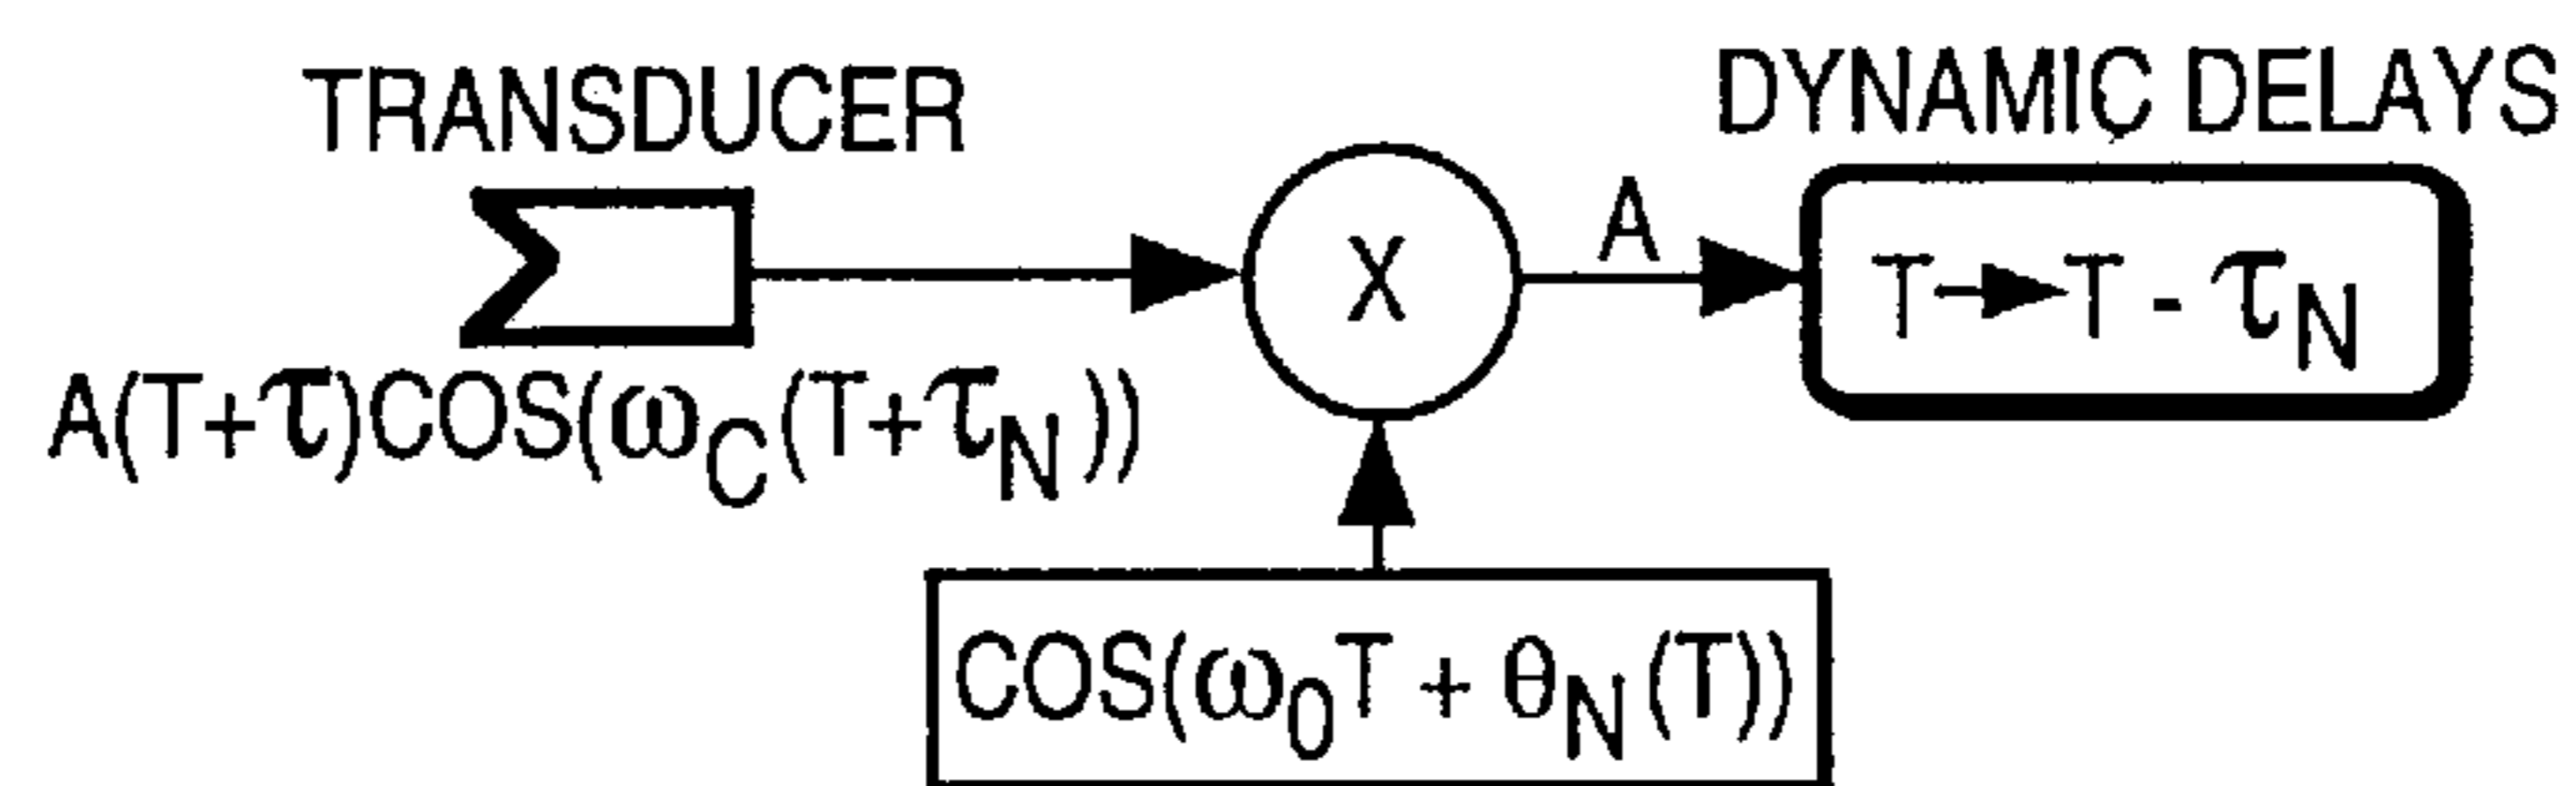 TRANSDUCER
DYNAMIC DELAYS
X
A
T→T - τN
A(T+τ)COS(ωC(T+τN))
COS(ω0T + θN(T))